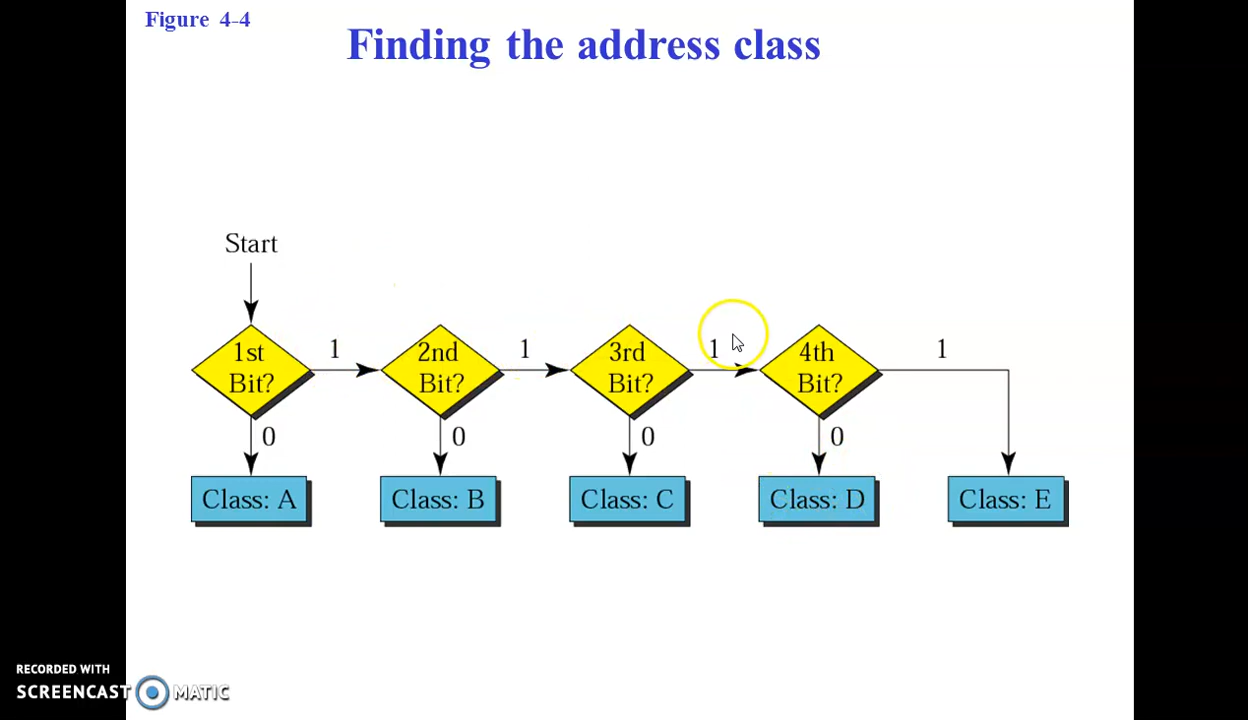 Figure 4-4
Finding the address class
Start
1st
Bit?
1
2nd
Bit?
1
3rd
Bit?
1
4th
Bit?
1
0
0
0
0
Class: A
Class: B
Class: C
Class: D
Class: E
RECORDED WITH
SCREENCAST MATIC